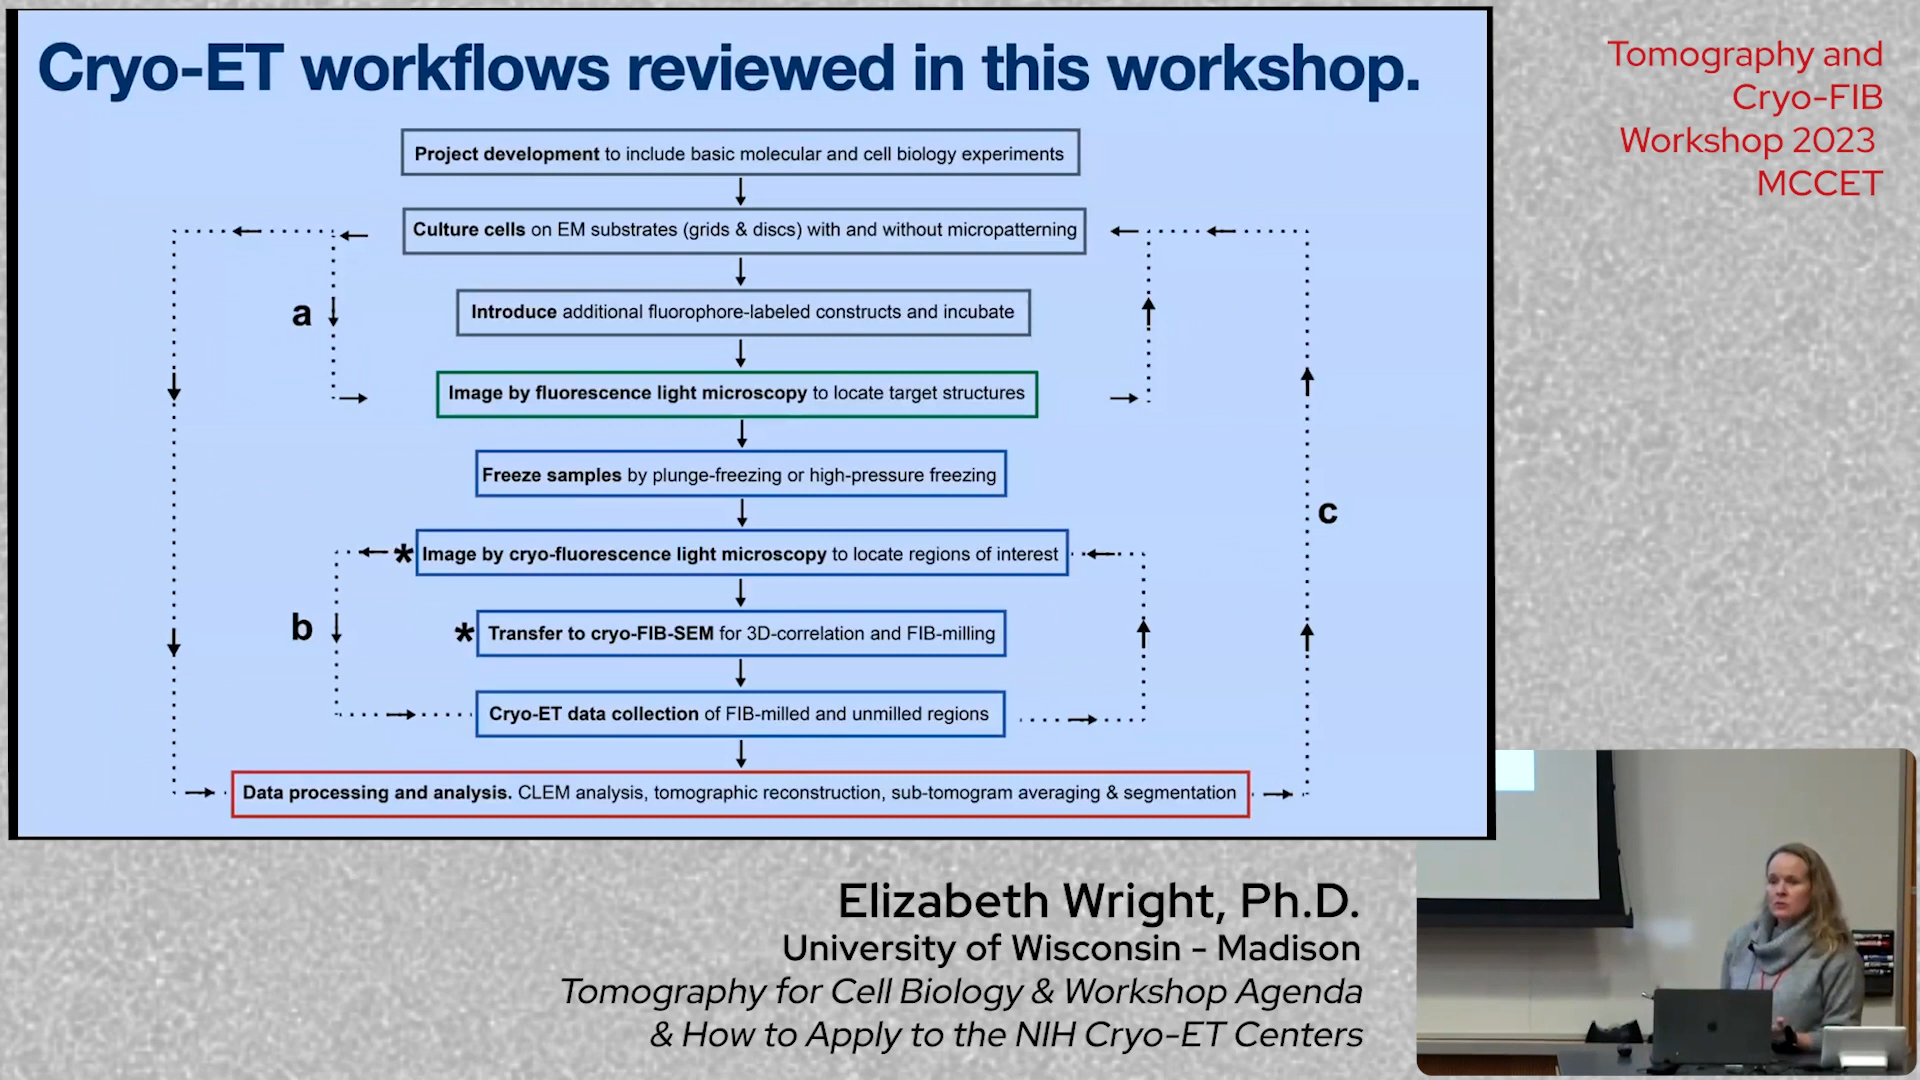 Cryo-ET workflows reviewed in this workshop.
Project development to include basic molecular and cell biology experiments
Culture cells on EM substrates (grids & discs) with and without micropatterning
Introduce additional fluorophore-labeled constructs and incubate
a
Image by fluorescence light microscopy to locate target structures
Freeze samples by plunge-freezing or high-pressure freezing
c
* Image by cryo-fluorescence light microscopy to locate regions of interest
b
* Transfer to cryo-FIB-SEM for 3D-correlation and FIB-milling
Cryo-ET data collection of FIB-milled and unmilled regions
Data processing and analysis. CLEM analysis, tomographic reconstruction, sub-tomogram averaging & segmentation
Tomography and
Cryo-FIB
Workshop 2023
MCCET
Elizabeth Wright, Ph.D.
University of Wisconsin - Madison
Tomography for Cell Biology & Workshop Agenda
& How to Apply to the NIH Cryo-ET Centers